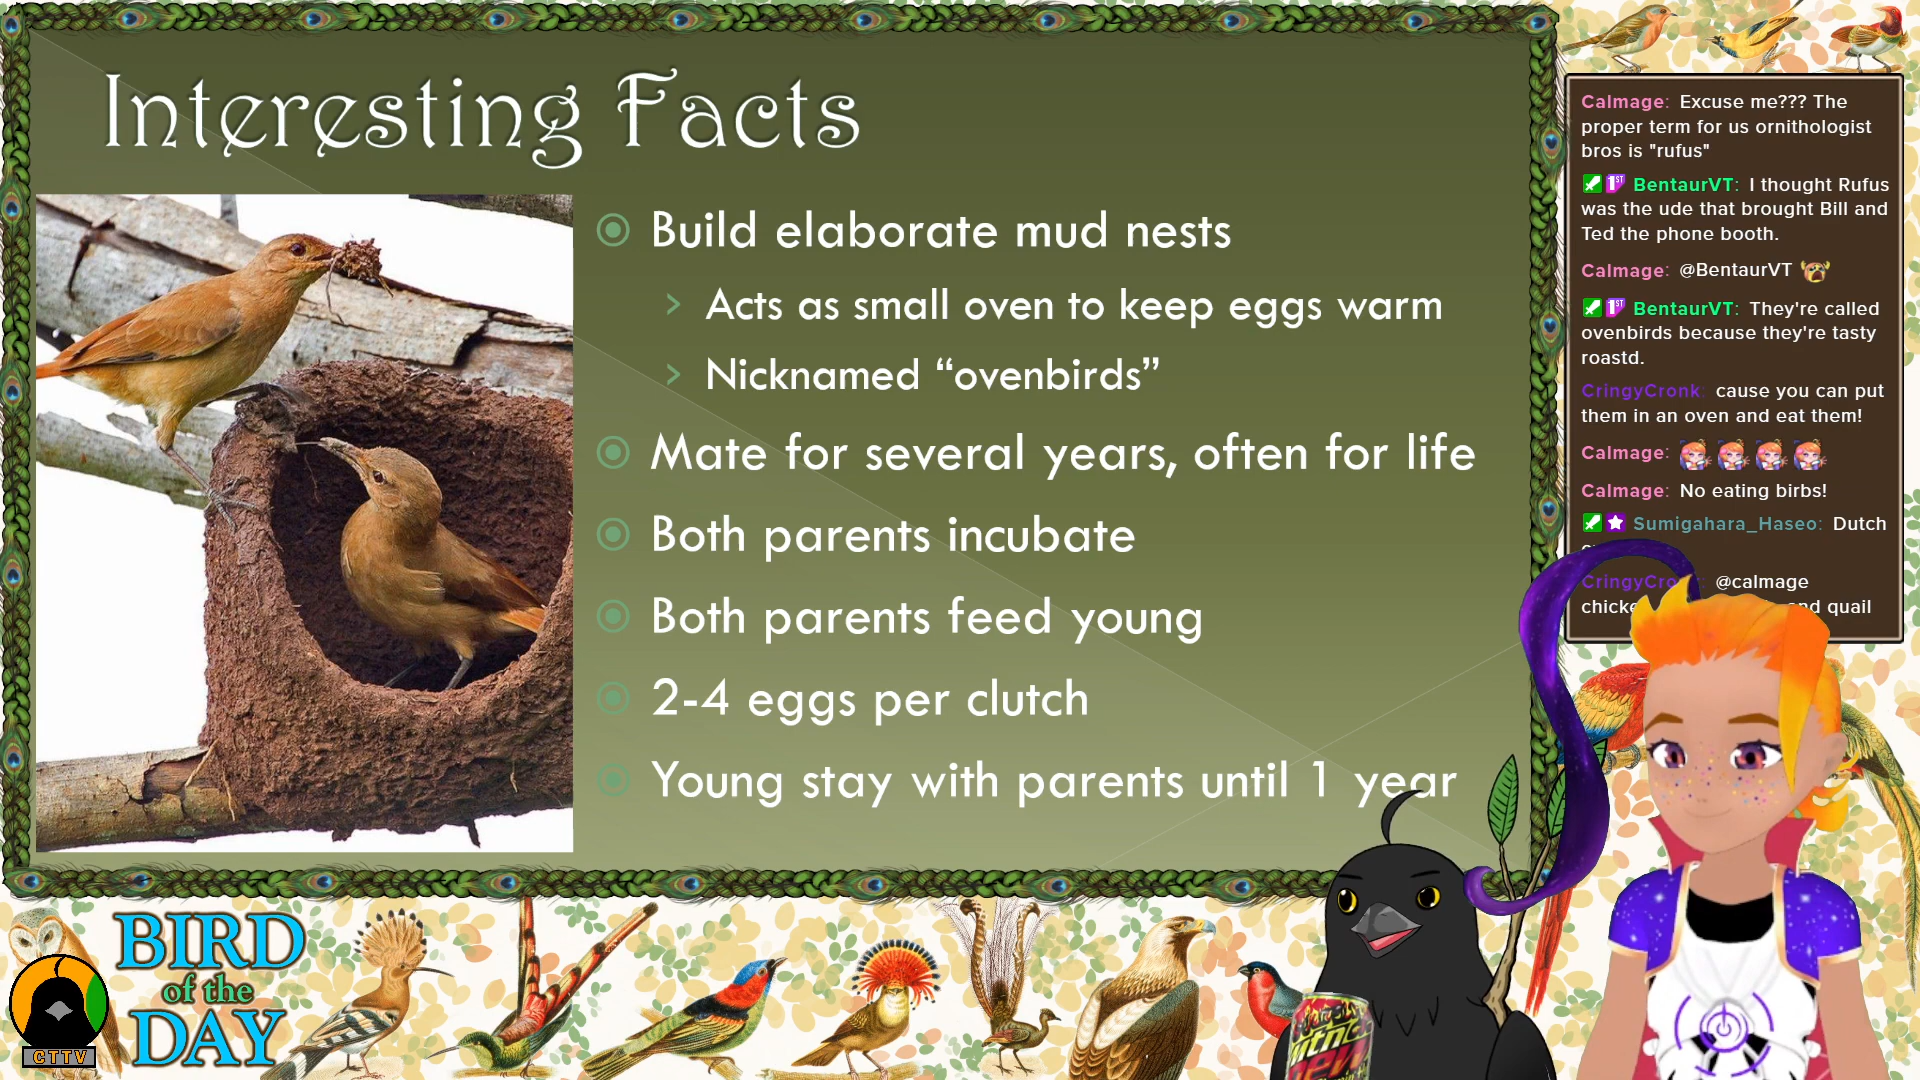 Interesting Facts
Build elaborate mud nests
Acts as small oven to keep eggs warm
Nicknamed “ovenbirds”
Mate for several years, often for life
Both parents incubate
Both parents feed young
2-4 eggs per clutch
Young stay with parents until 1 year
Calmage: Excuse me??? The
proper term for us ornithologist
bros is "rufus"
1ST BentaurVT: I thought Rufus
was the ude that brought Bill and
Ted the phone booth.
Calmage: @BentaurVT
1ST BentaurVT: They're called
ovenbirds because they're tasty
roastd.
CringyCronk: cause you can put
them in an oven and eat them!
Calmage:
Calmage: No eating birbs!
Sumigahara_Haseo: Dutch
@calmage
quail
BIRD
of the
DAY
CTTV